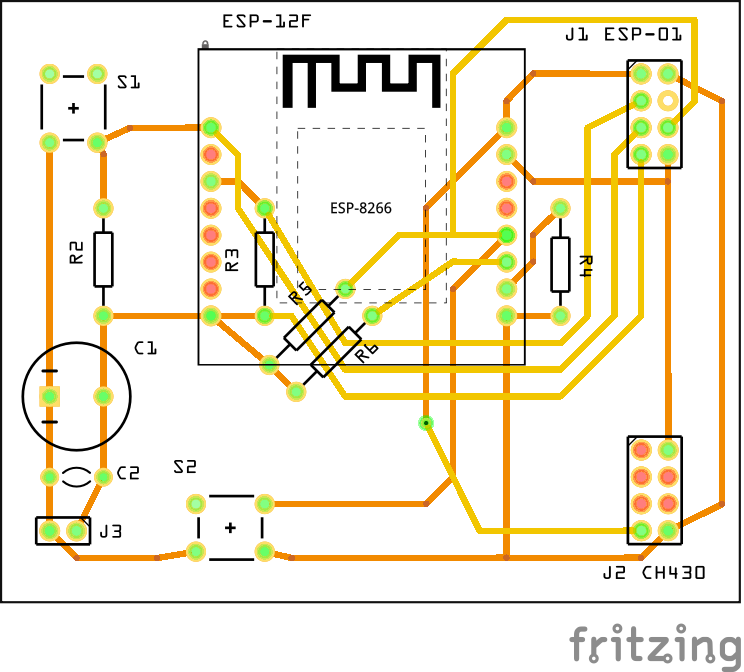 ESP-12F
J1 ESP-01
S1
ESP-8266
R2
R3
R4
R5
R6
C1
C2
S2
J3
J2 CH430
fritzing